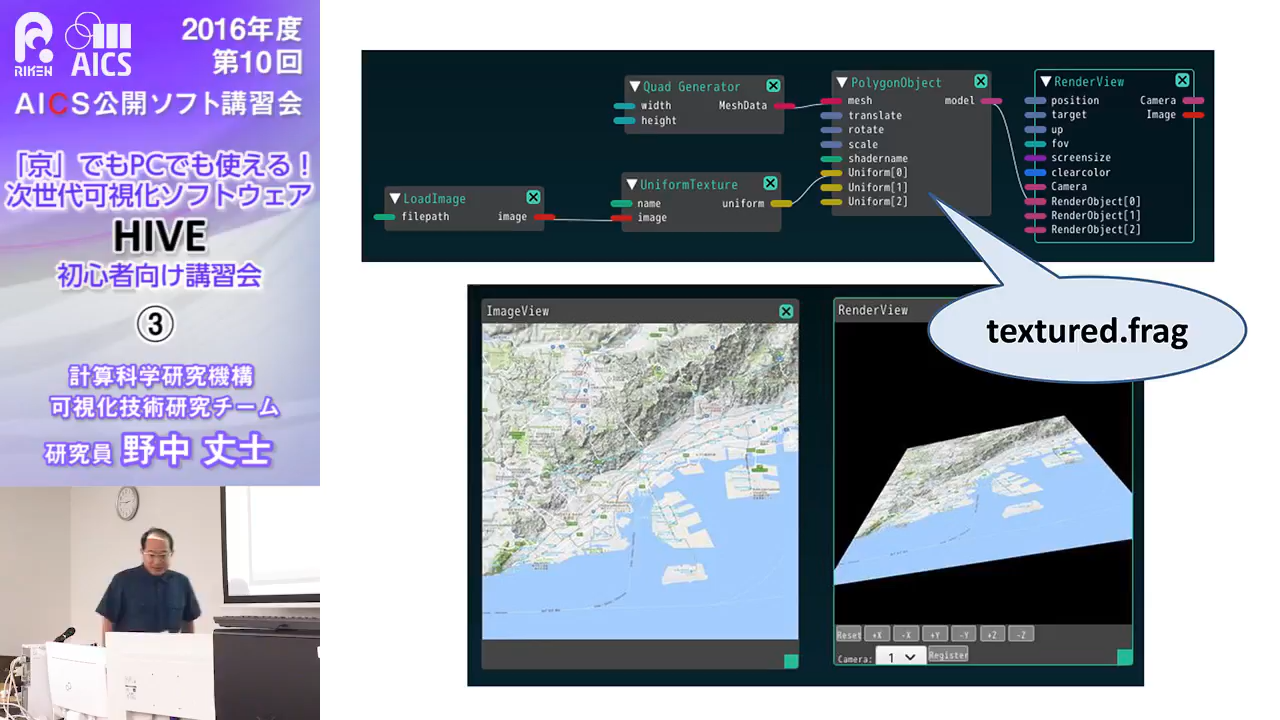 RIKEN
AICS
2016年度
第10回
AICS公開ソフト講習会
「京」でもPCでも使える！
次世代可視化ソフトウェア
HIVE
初心者向け講習会
③
計算科学研究機構
可視化技術研究チーム
研究員 野中 丈士
Quad Generator
width
MeshData
height
LoadImage
filepath
image
UniformTexture
name
uniform
image
PolygonObject
mesh
model
translate
rotate
scale
shadername
Uniform[0]
Uniform[1]
Uniform[2]
RenderView
position
Camera
target
Image
up
fov
screensize
clearcolor
Camera
RenderObject[0]
RenderObject[1]
RenderObject[2]
textured.frag
ImageView
RenderView
Reset
+X
-X
+Y
-Y
+Z
-Z
Camera:
1
Register